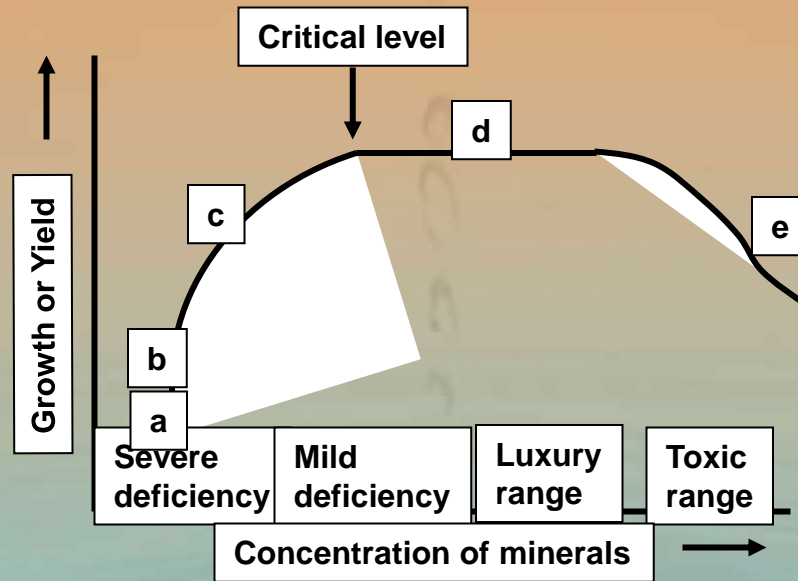 Critical level
d
c
e
Growth or Yield
b
a
Severe
deficiency
Mild
deficiency
Luxury
range
Toxic
range
Concentration of minerals